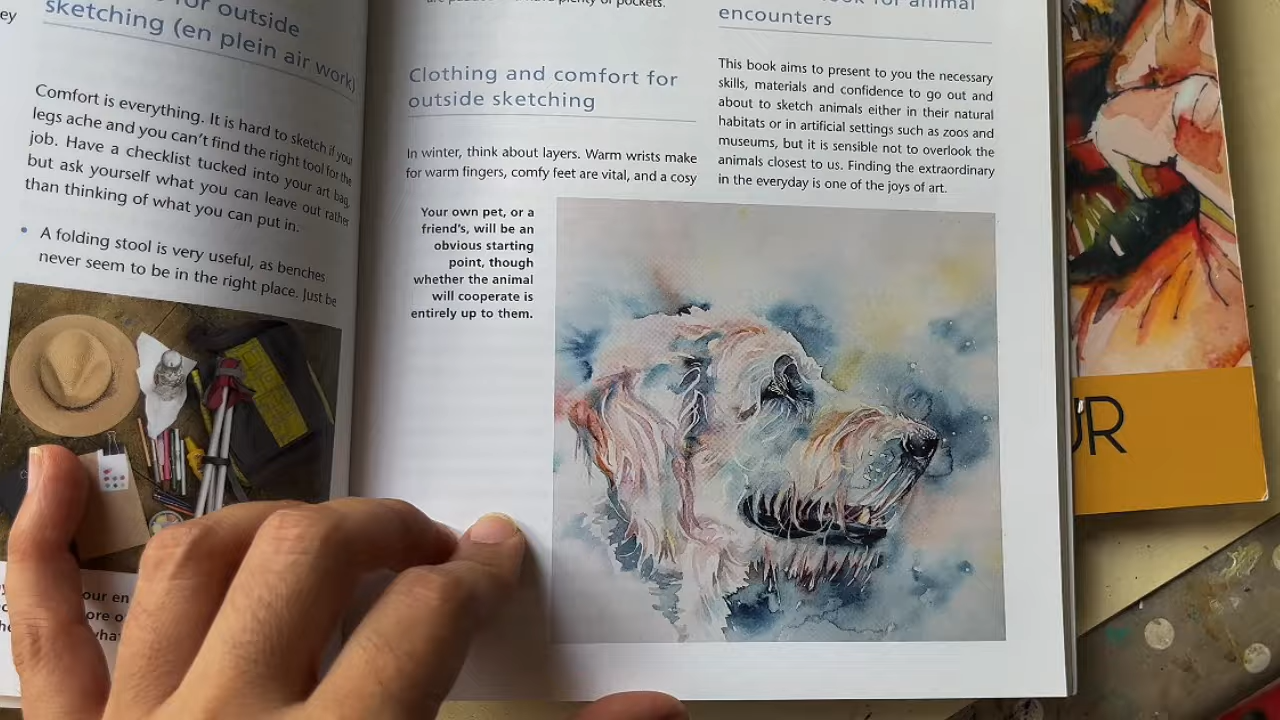 ey
for outside
sketching (en plein air work)
Comfort is everything. It is hard to sketch if your
legs ache and you can't find the right tool for the
job. Have a checklist tucked into your art bag,
but ask yourself what you can leave out rather
than thinking of what you can put in.
• A folding stool is very useful, as benches
never seem to be in the right place. Just be
our en
ore o
plenty of pockets.
Clothing and comfort for
outside sketching
In winter, think about layers. Warm wrists make
for warm fingers, comfy feet are vital, and a cosy
Your own pet, or a
friend's, will be an
obvious starting
point, though
whether the animal
will cooperate is
entirely up to them.
for animal
encounters
This book aims to present to you the necessary
skills, materials and confidence to go out and
about to sketch animals either in their natural
habitats or in artificial settings such as zoos and
museums, but it is sensible not to overlook the
animals closest to us. Finding the extraordinary
in the everyday is one of the joys of art.
UR